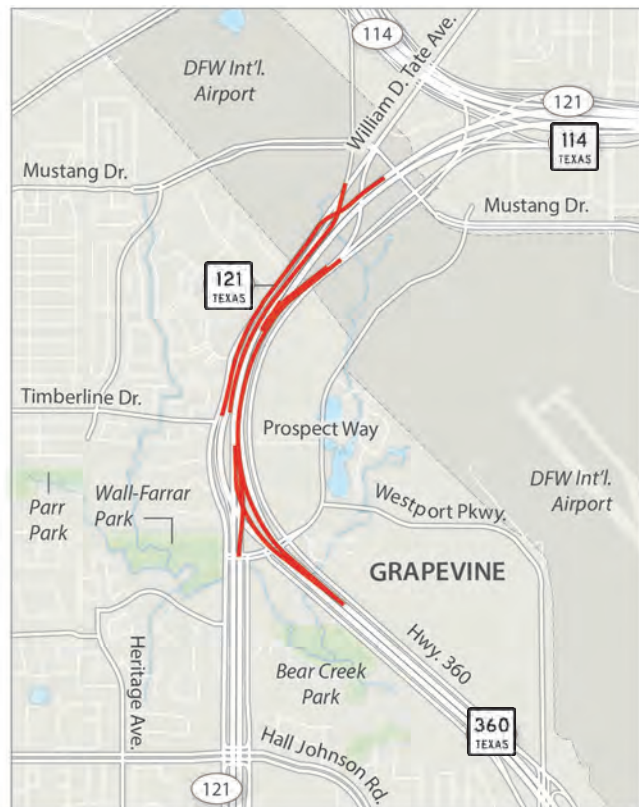 114
DFW Int'l.
Airport
William D. Tate Ave.
121
114
TEXAS
Mustang Dr.
Mustang Dr.
121
TEXAS
Timberline Dr.
Prospect Way
DFW Int'l.
Airport
Parr
Park
Wall-Farrar
Park
Westport Pkwy.
GRAPEVINE
Heritage Ave.
Bear Creek
Park
Hwy. 360
360
TEXAS
Hall Johnson Rd.
121